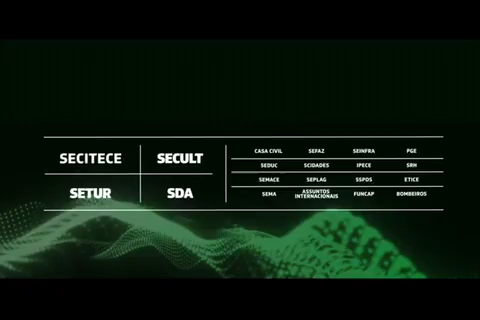 SECITECE SECULT
SETUR SDA
CASA CIVIL SEFAZ SEINFRA PGE
SEDUC SCIDADES IPECE SRH
SEMACE SEPLAG SSPDS ETICE
SEMA ASSUNTOS INTERNACIONAIS FUNCAP BOMBEIROS